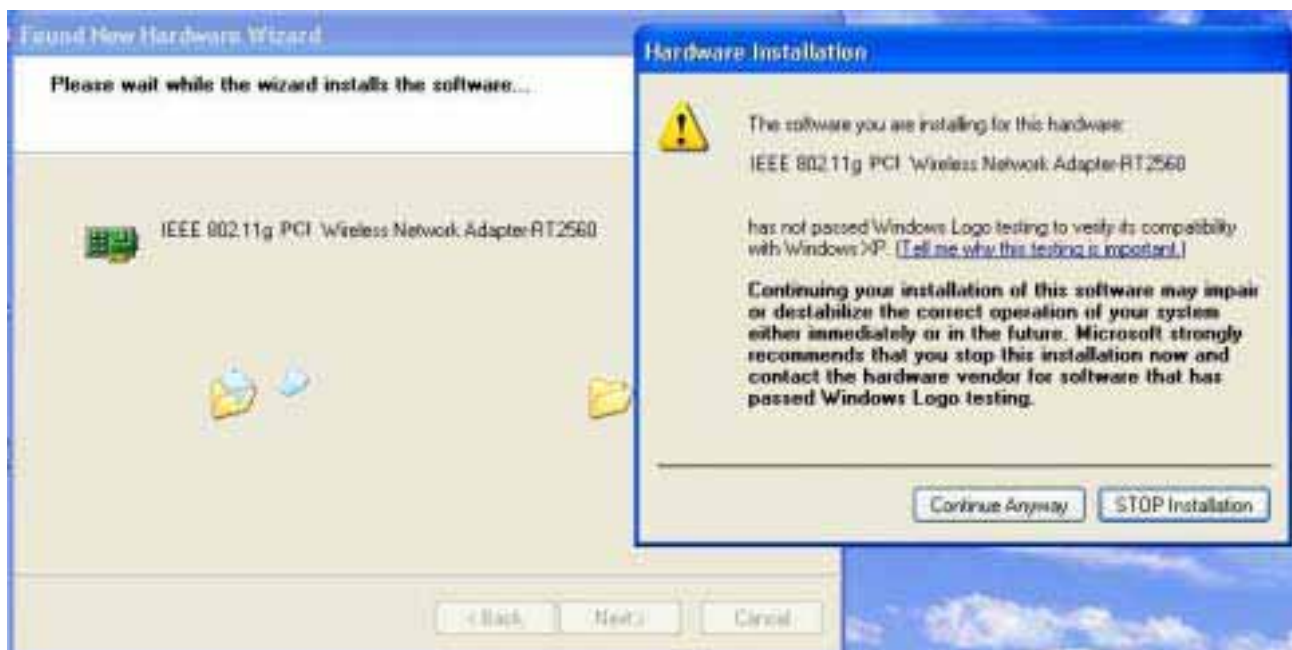 Found New Hardware Wizard
Please wait while the wizard installs the software...
IEEE 802.11g PCI Wireless Network Adapter-RT2560
< Back
Next >
Cancel
Hardware Installation
The software you are installing for this hardware:
IEEE 802.11g PCI Wireless Network Adapter-RT2560
has not passed Windows Logo testing to verify its compatibility
with Windows XP. (Tell me why this testing is important.)
Continuing your installation of this software may impair
or destabilize the correct operation of your system
either immediately or in the future. Microsoft strongly
recommends that you stop this installation now and
contact the hardware vendor for software that has
passed Windows Logo testing.
Continue Anyway
STOP Installation